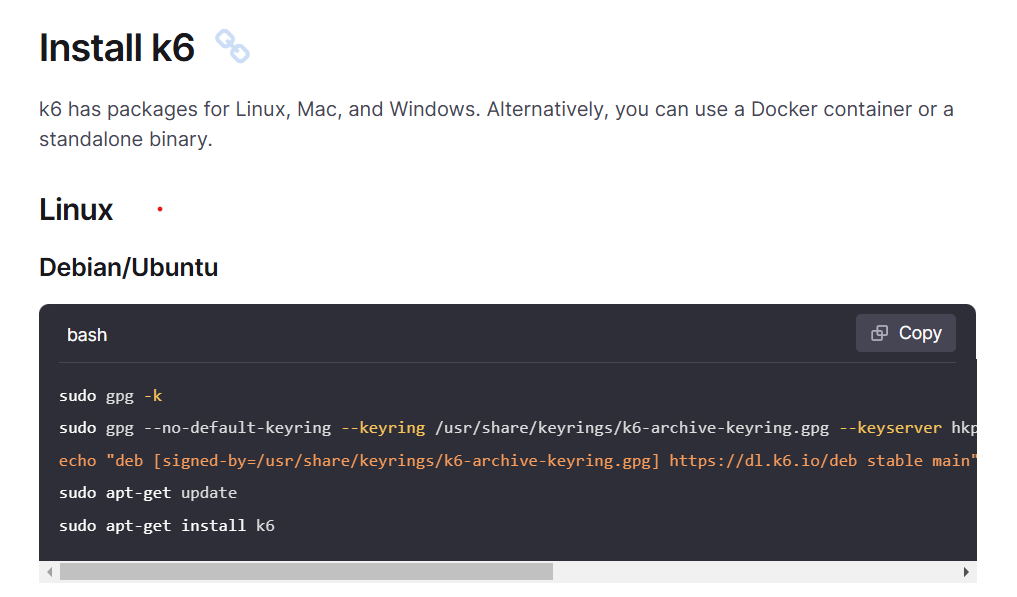 Install k6
k6 has packages for Linux, Mac, and Windows. Alternatively, you can use a Docker container or a
standalone binary.
Linux
Debian/Ubuntu
bash
Copy
sudo gpg -k
sudo gpg --no-default-keyring --keyring /usr/share/keyrings/k6-archive-keyring.gpg --keyserver hkp
echo "deb [signed-by=/usr/share/keyrings/k6-archive-keyring.gpg] https://dl.k6.io/deb stable main"
sudo apt-get update
sudo apt-get install k6